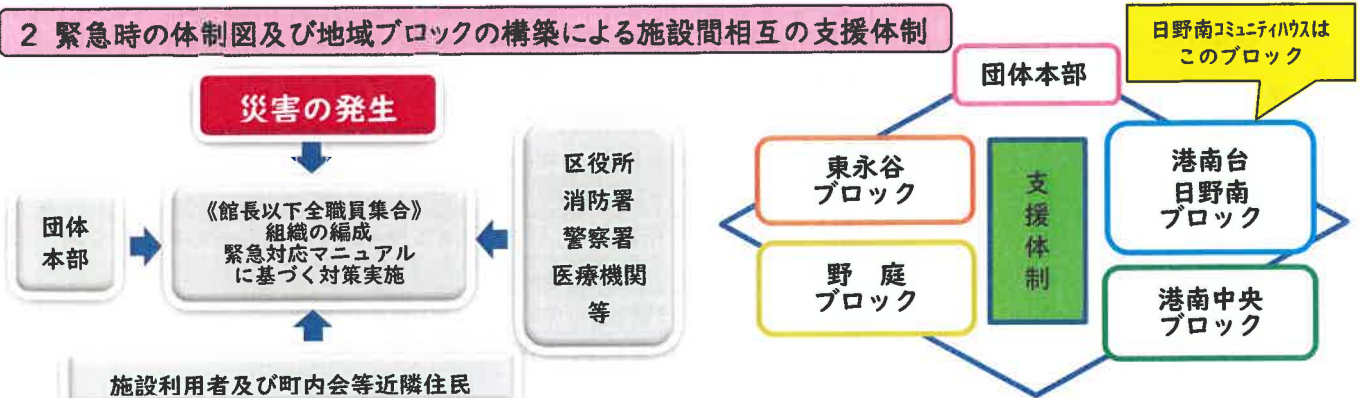 2 緊急時の体制図及び地域ブロックの構築による施設間相互の支援体制
災害の発生
団体
本部
《館長以下全職員集合》
組織の編成
緊急対応マニュアル
に基づく対策実施
区役所
消防署
警察署
医療機関
等
施設利用者及び町内会等近隣住民
日野南コミュニティハウスは
このブロック
団体本部
東永谷
ブロック
支援体制
港南台
日野南
ブロック
野 庭
ブロック
港南中央
ブロック